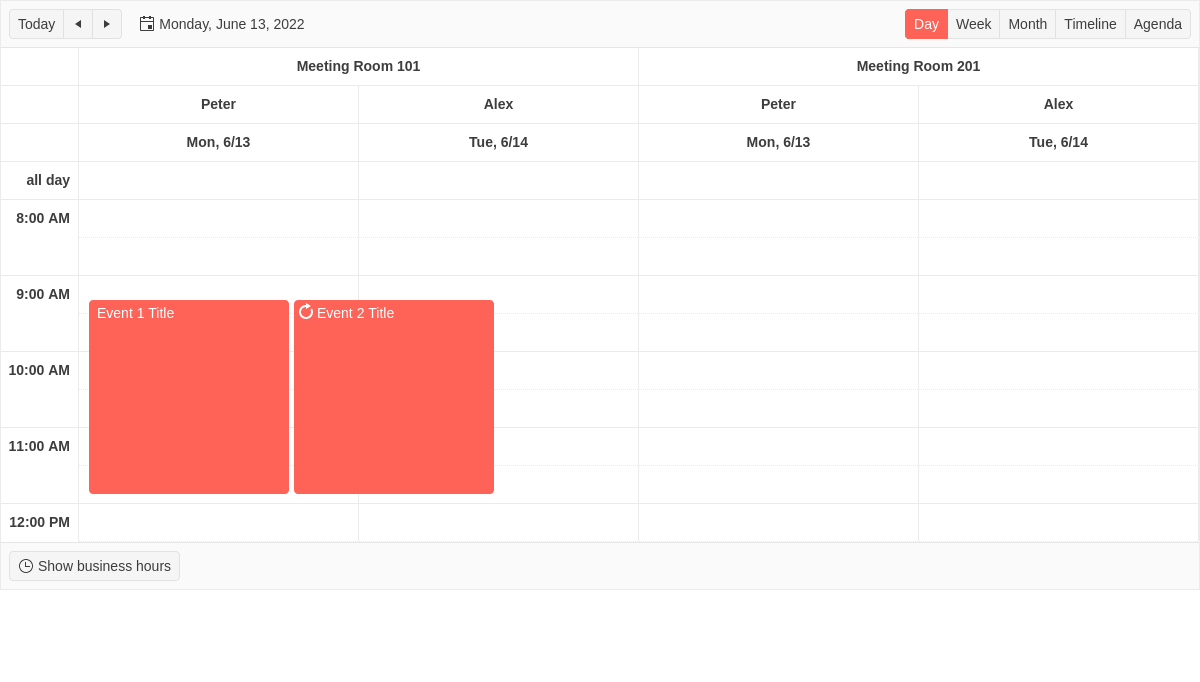 Today Monday, June 13, 2022 Day Week Month Timeline Agenda
Meeting Room 101 Meeting Room 201
Peter Alex Peter Alex
Mon, 6/13 Tue, 6/14 Mon, 6/13 Tue, 6/14
all day
8:00 AM
9:00 AM
Event 1 Title Event 2 Title
10:00 AM
11:00 AM
12:00 PM
Show business hours